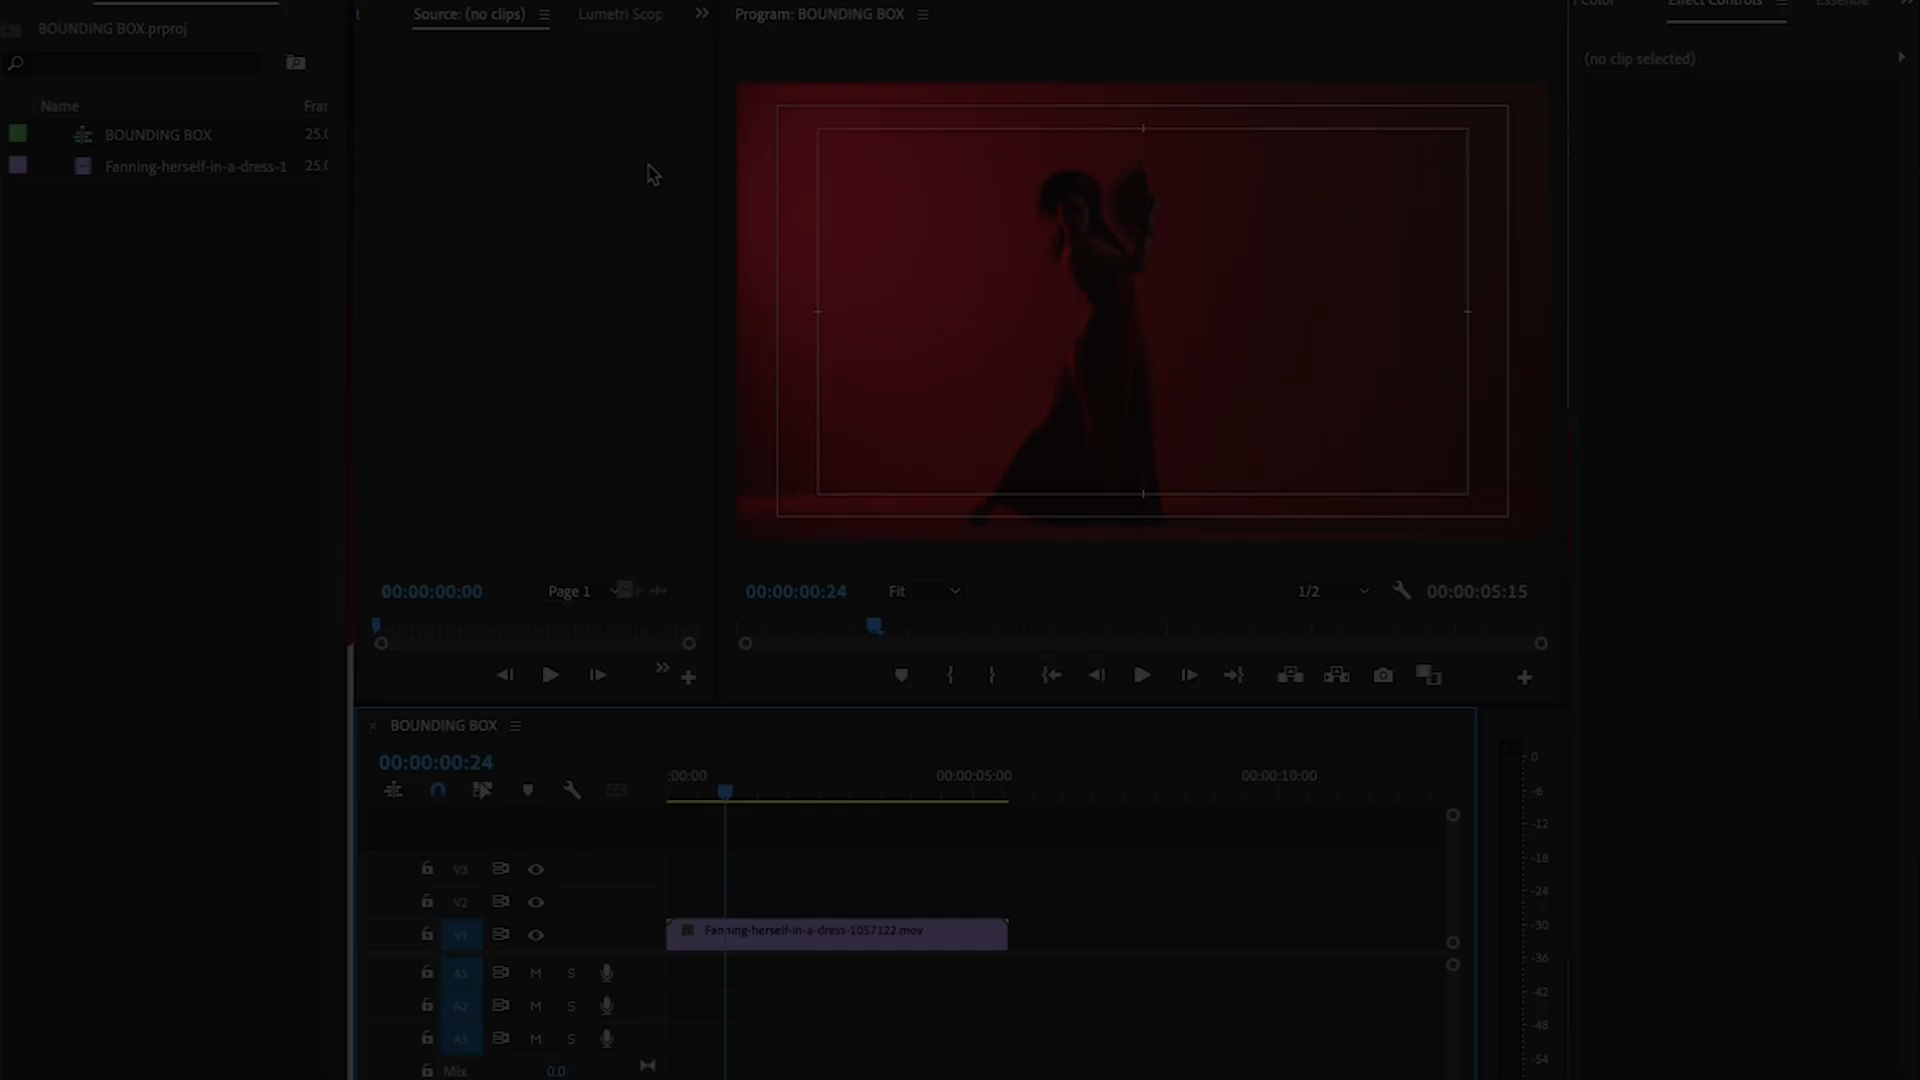 BOUNDING BOX.prproj
Name
BOUNDING BOX
25.0
Fanning-herself-in-a-dress-1
25.0
Source: (no clips)
Lumetri Scop
Program: BOUNDING BOX
Effect Controls
(no clip selected)
00:00:00:00
Page 1
00:00:00:24
Fit
1/2
00:00:05:15
BOUNDING BOX
00:00:00:24
:00:00
00:00:05:00
00:00:10:00
V3
V2
V1
Fanning-herself-in-a-dress-1057122.mov
A1 M S
A2 M S
A3 M S
Mix 0.0
0
-6
-12
-18
-24
-30
-36
-42
-48
-54